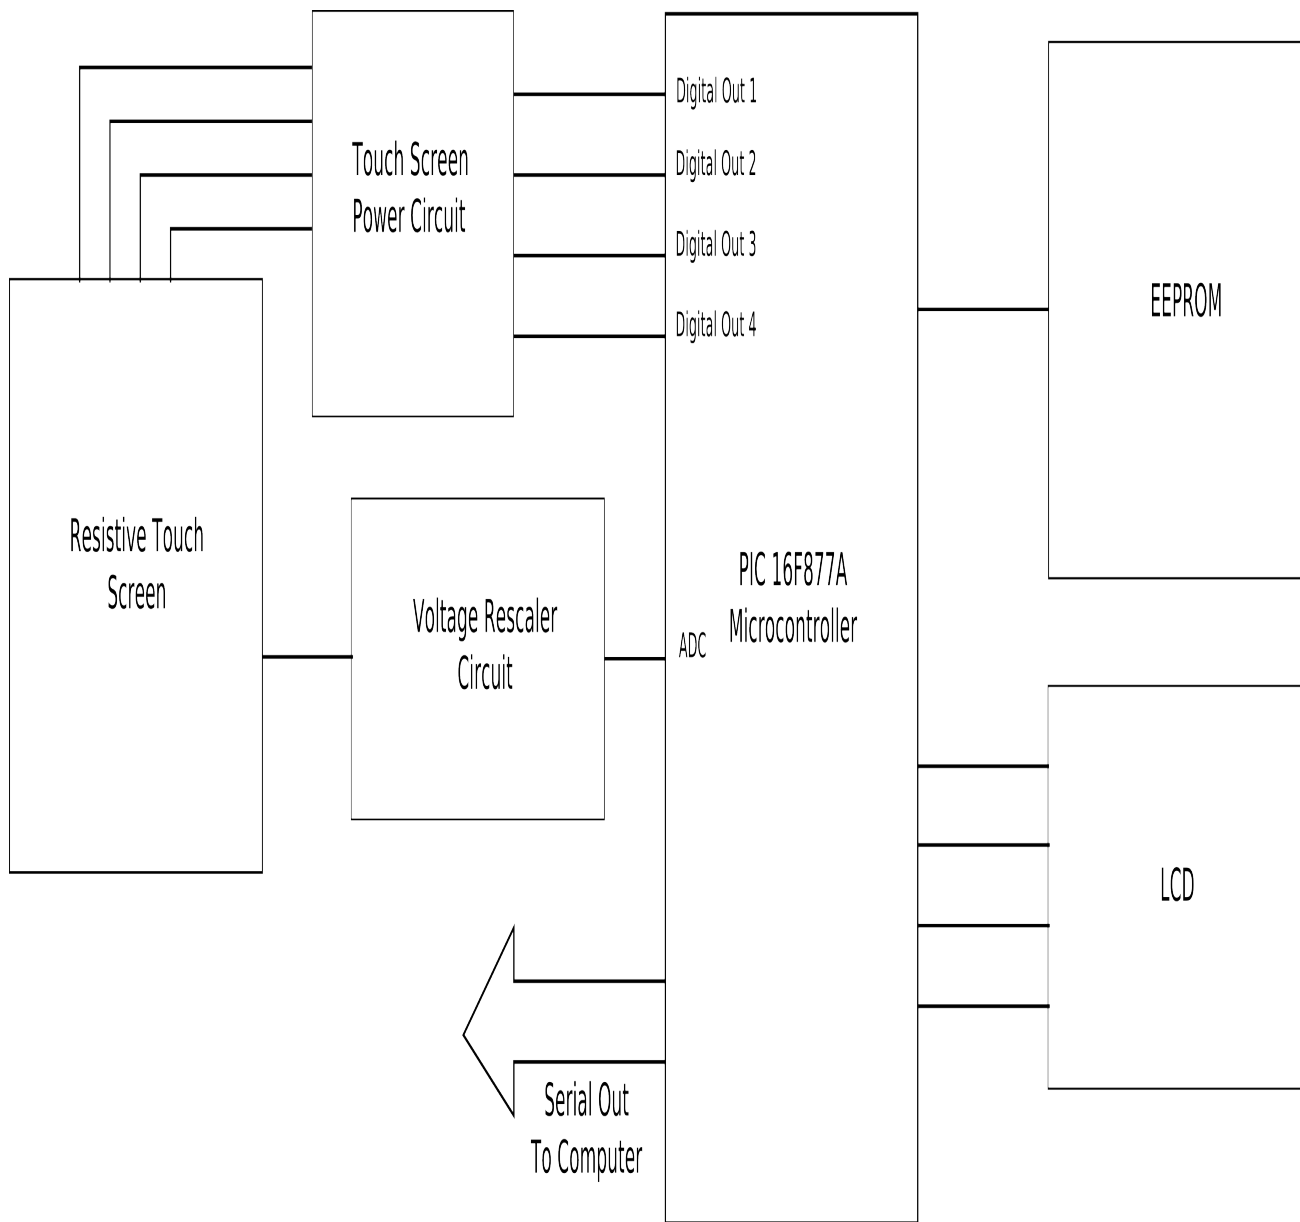 Digital Out 1
Touch Screen
Power Circuit
Digital Out 2
Digital Out 3
Digital Out 4
EEPROM
Resistive Touch
Screen
Voltage Rescaler
Circuit
ADC
PIC 16F877A
Microcontroller
LCD
Serial Out
To Computer